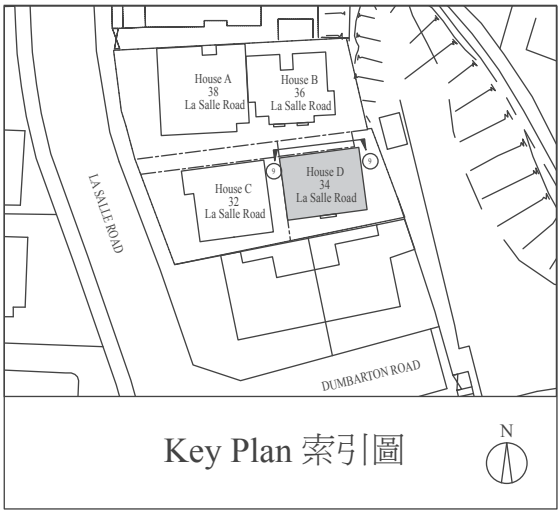 House A
38
La Salle Road
House B
36
La Salle Road
9
9
House C
32
La Salle Road
House D
34
La Salle Road
LA SALLE ROAD
DUMBARTON ROAD
Key Plan 索引圖
N